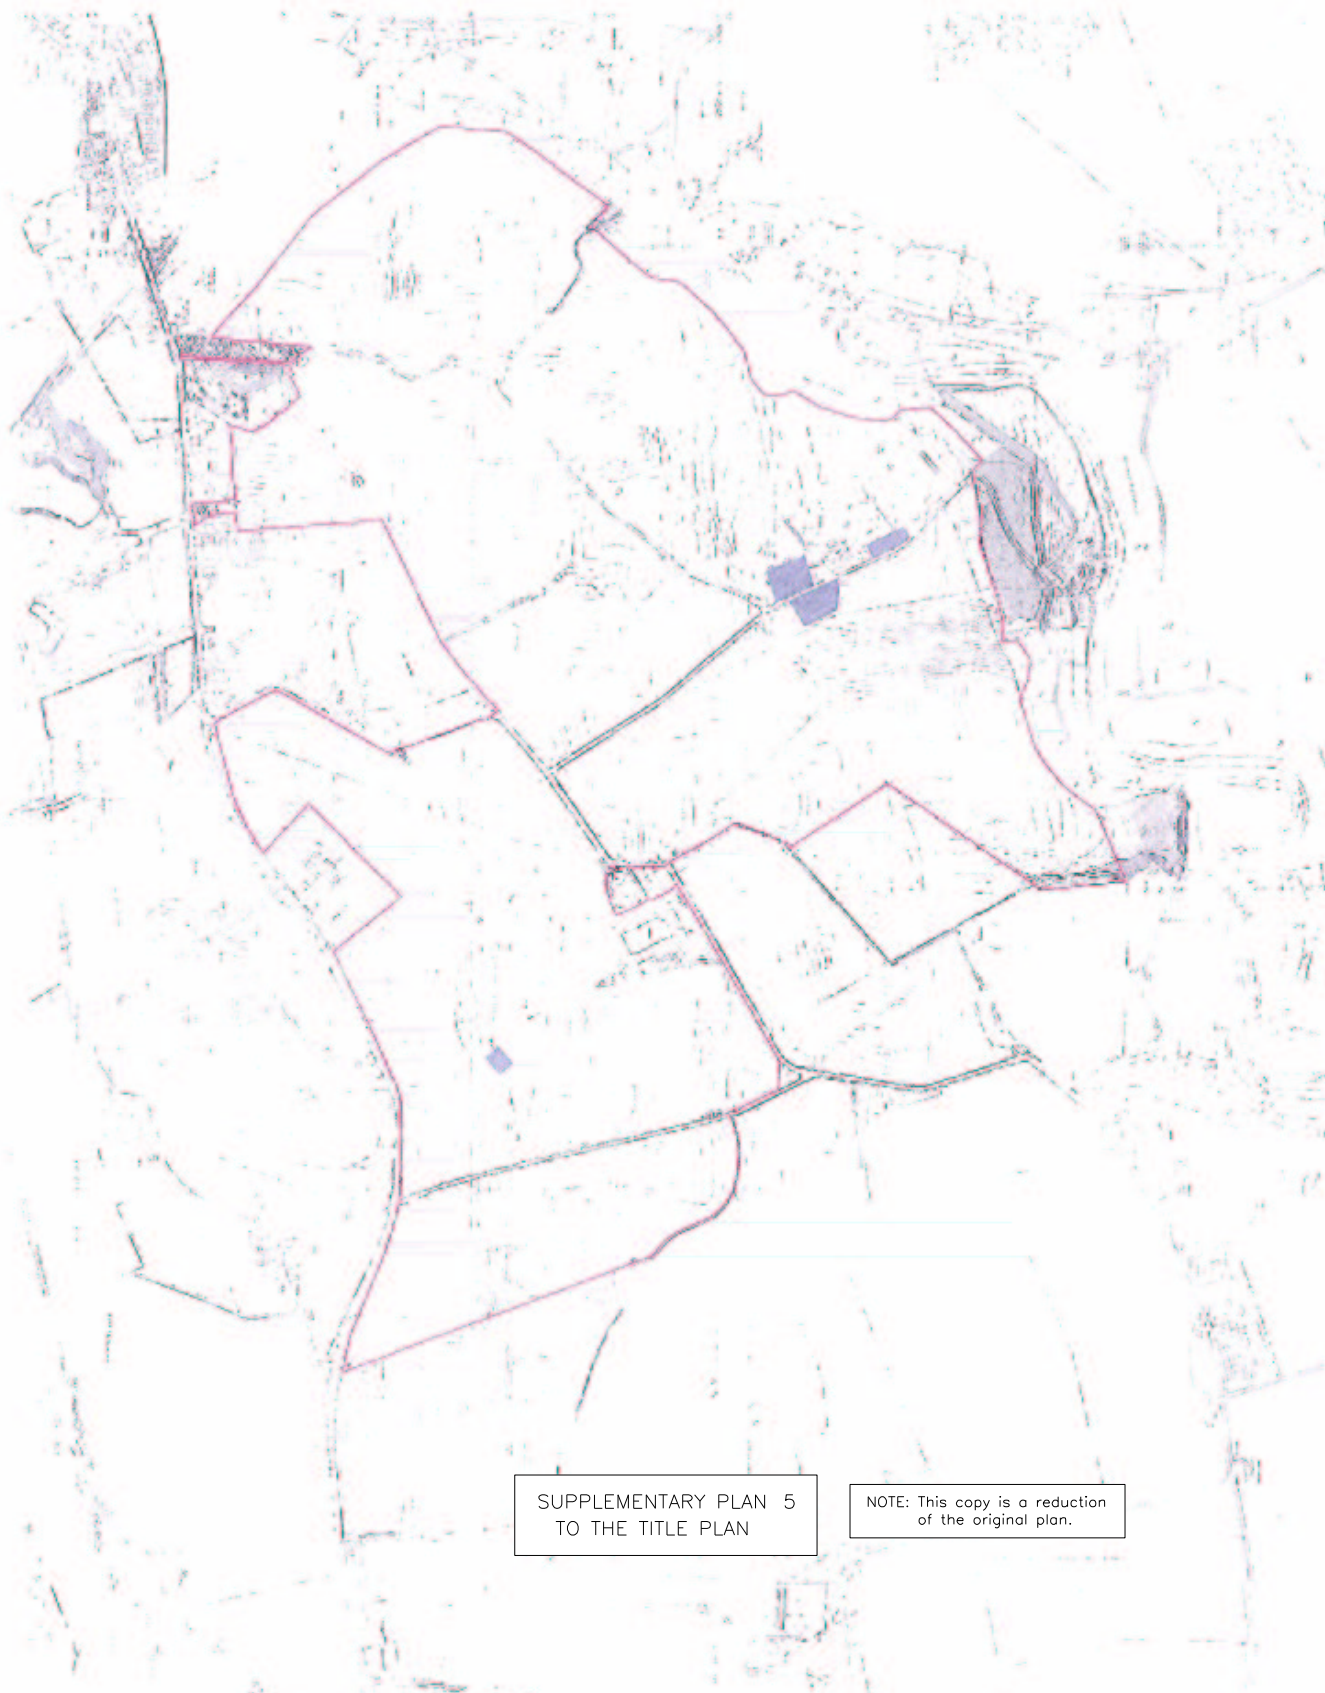 SUPPLEMENTARY PLAN 5
TO THE TITLE PLAN
NOTE: This copy is a reduction
of the original plan.